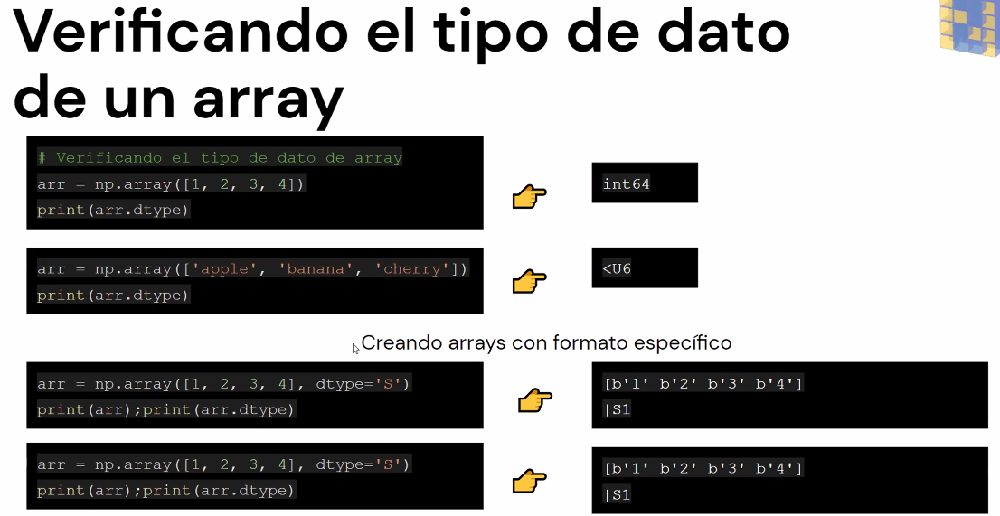 Verificando el tipo de dato
de un array
# Verificando el tipo de dato de array
arr = np.array([1, 2, 3, 4])
print(arr.dtype)
int64
arr = np.array(['apple', 'banana', 'cherry'])
print(arr.dtype)
<U6
Creando arrays con formato específico
arr = np.array([1, 2, 3, 4], dtype='S')
print(arr);print(arr.dtype)
[b'1' b'2' b'3' b'4']
|S1
arr = np.array([1, 2, 3, 4], dtype='S')
print(arr);print(arr.dtype)
[b'1' b'2' b'3' b'4']
|S1